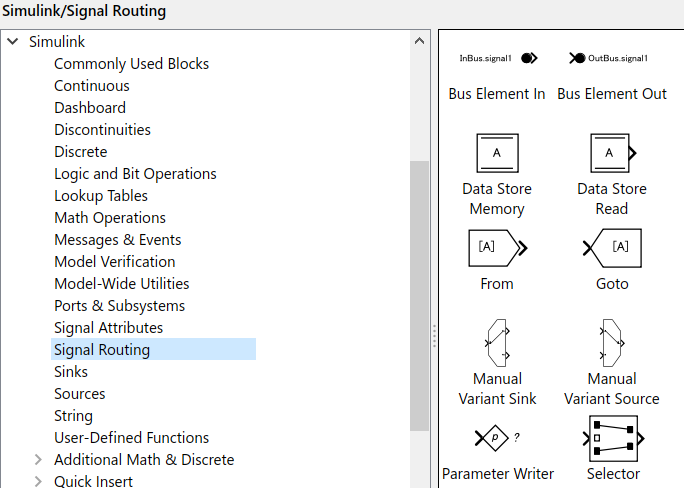 Simulink/Signal Routing
Simulink
Commonly Used Blocks
Continuous
Dashboard
Discontinuities
Discrete
Logic and Bit Operations
Lookup Tables
Math Operations
Messages & Events
Model Verification
Model-Wide Utilities
Ports & Subsystems
Signal Attributes
Signal Routing
Sinks
Sources
String
User-Defined Functions
Additional Math & Discrete
Quick Insert
InBus.signal1
OutBus.signal1
Bus Element In
Bus Element Out
A
A
Data Store
Memory
Data Store
Read
[A]
[A]
From
Goto
Manual
Variant Sink
Manual
Variant Source
p ?
Parameter Writer
Selector